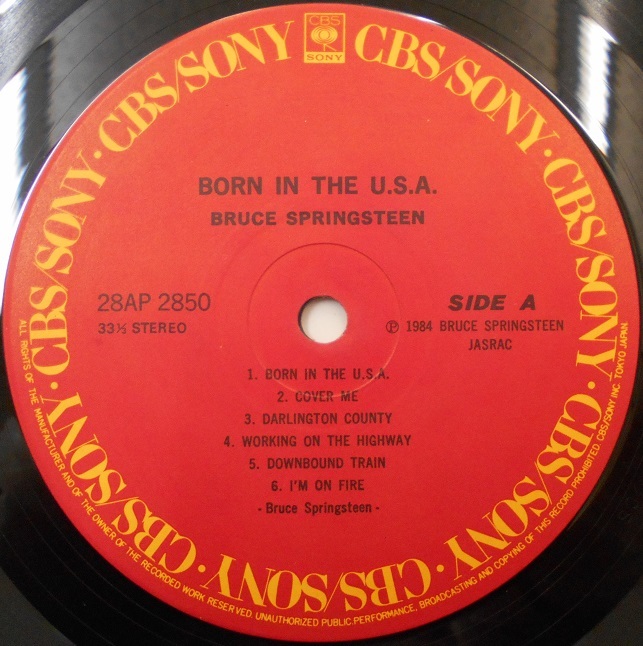 CBS
SONY
CBS/SONY · CBS/SONY · CBS/SONY · CBS/SONY · CBS/SONY · CBS/SONY · CBS/SONY · CBS/SONY
BORN IN THE U.S.A.
BRUCE SPRINGSTEEN
28AP 2850
33⅓ STEREO
SIDE A
Ⓟ 1984 BRUCE SPRINGSTEEN
JASRAC
1. BORN IN THE U.S.A.
2. COVER ME
3. DARLINGTON COUNTY
4. WORKING ON THE HIGHWAY
5. DOWNBOUND TRAIN
6. I'M ON FIRE
- Bruce Springsteen -
ALL RIGHTS OF THE MANUFACTURER AND OF THE OWNER OF THE RECORDED WORK RESERVED. UNAUTHORIZED PUBLIC PERFORMANCE, BROADCASTING AND COPYING OF THIS RECORD PROHIBITED CBS/SONY INC. TOKYO JAPAN.